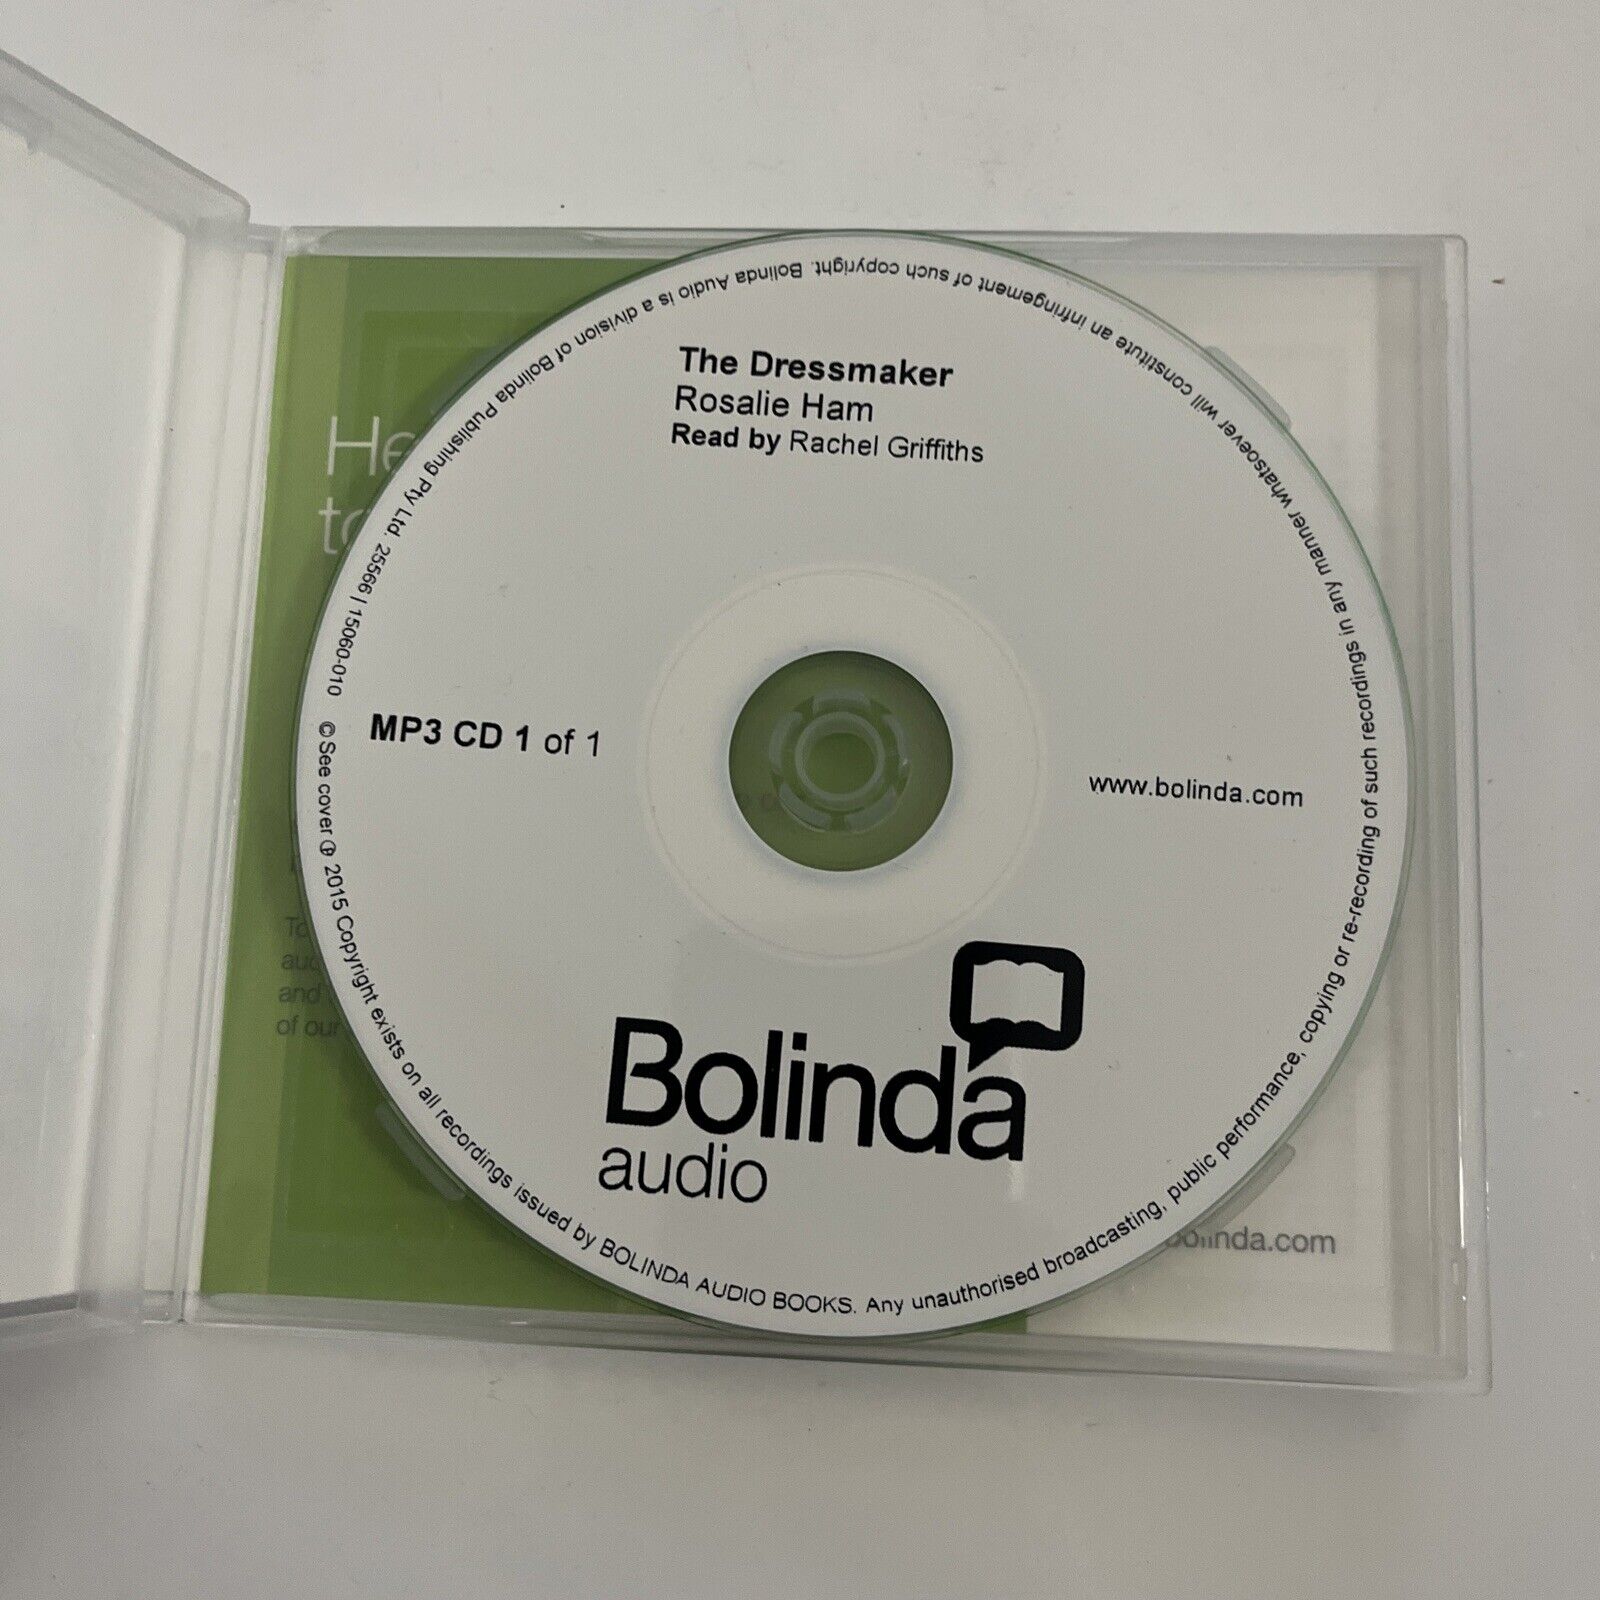 The Dressmaker
Rosalie Ham
Read by Rachel Griffiths
MP3 CD 1 of 1
www.bolinda.com
Bolinda
audio
© See cover ℗ 2015 Copyright exists on all recordings issued by BOLINDA AUDIO BOOKS. Any unauthorised broadcasting, public performance, copying or re-recording of such recordings in any manner whatsoever will constitute an infringement of such copyright. Bolinda Audio is a division of Bolinda Publishing Pty Ltd. 25566 | 15060-010
and
of our